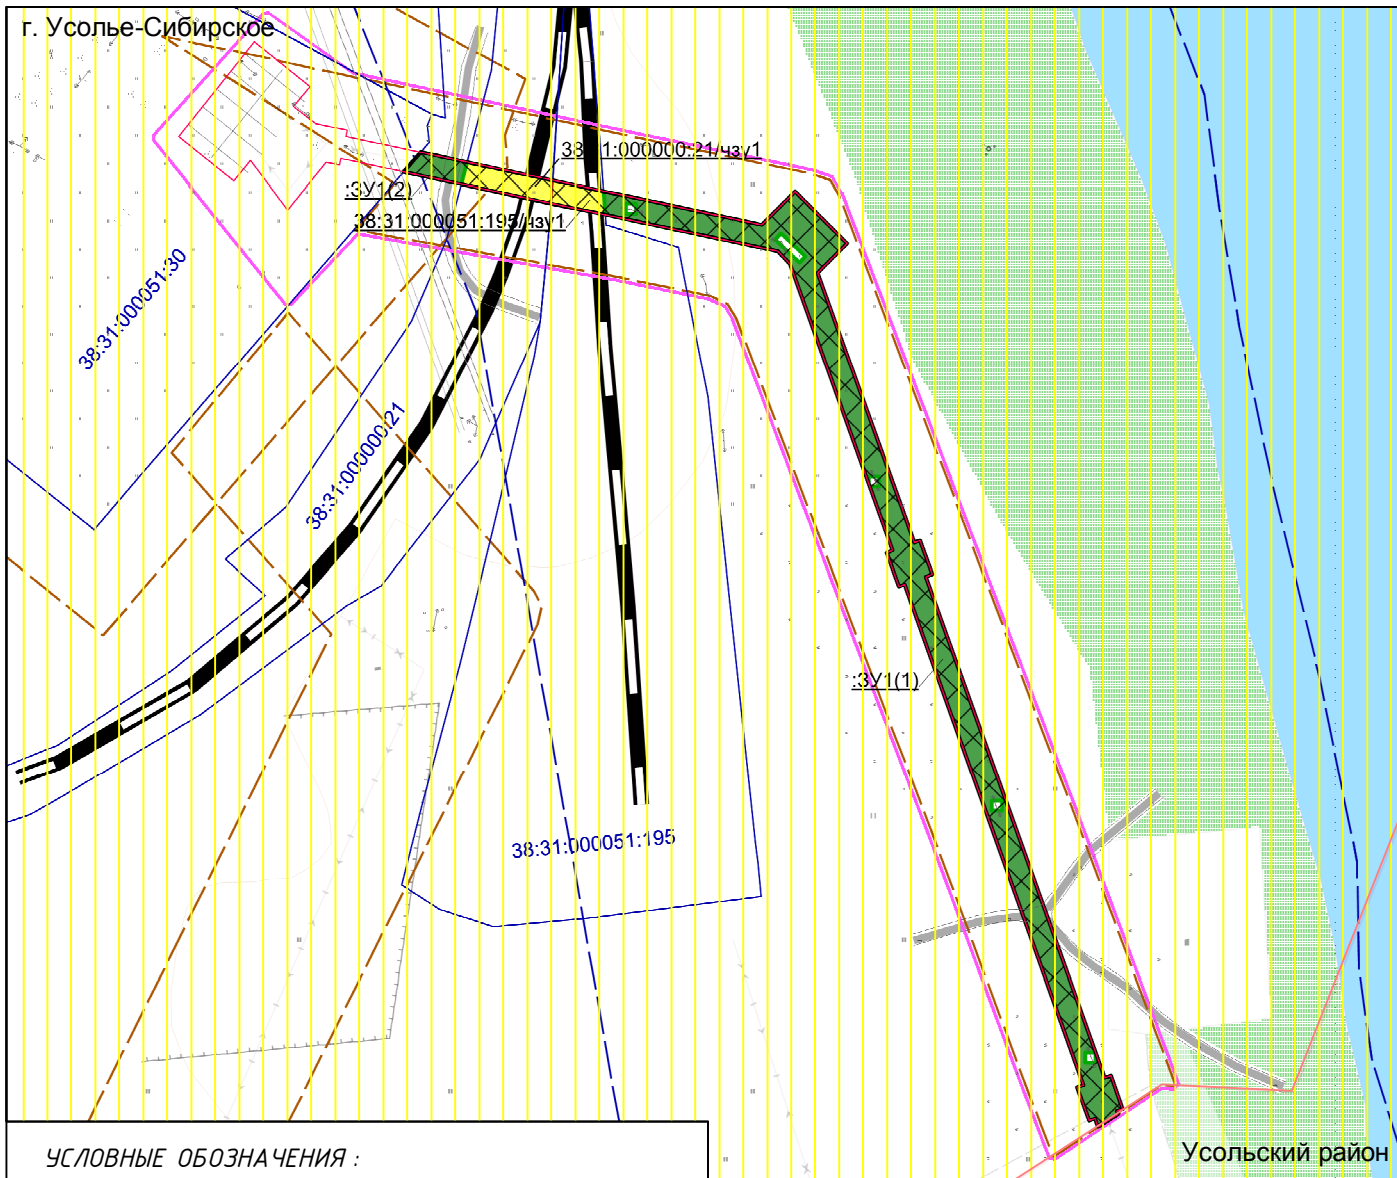 г. Усолье-Сибирское
38:31:000000:21/чзу1
:ЗУ1(2)
38:31:000051:195/чзу1
38:31:000051:30
38:31:000000:21
:ЗУ1(1)
38:31:000051:195
УСЛОВНЫЕ ОБОЗНАЧЕНИЯ :
Усольский район